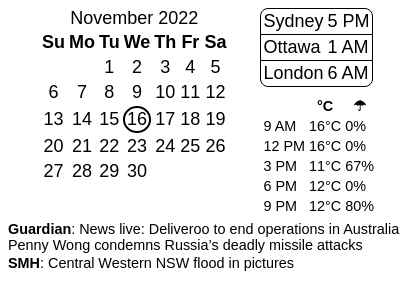 November 2022
Su Mo Tu We Th Fr Sa
1 2 3 4 5
6 7 8 9 10 11 12
13 14 15 16 17 18 19
20 21 22 23 24 25 26
27 28 29 30
Sydney 5 PM
Ottawa 1 AM
London 6 AM
°C ☂
9 AM 16°C 0%
12 PM 16°C 0%
3 PM 11°C 67%
6 PM 12°C 0%
9 PM 12°C 80%
Guardian: News live: Deliveroo to end operations in Australia
Penny Wong condemns Russia’s deadly missile attacks
SMH: Central Western NSW flood in pictures